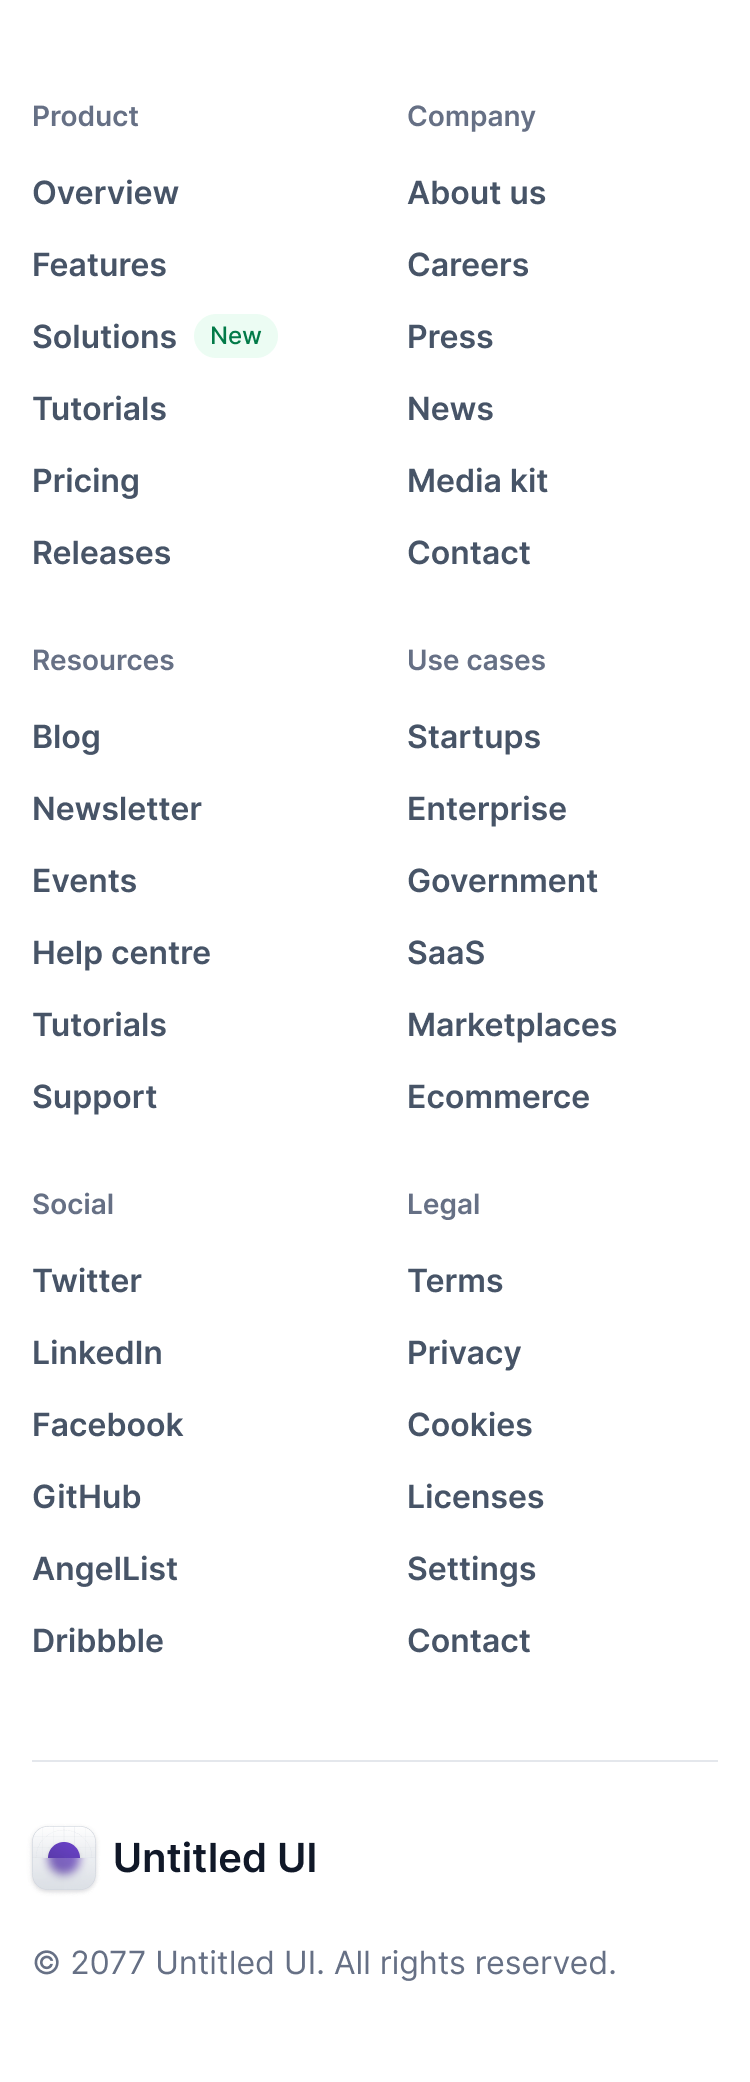 Product
Overview
Features
Solutions New
Tutorials
Pricing
Releases
Company
About us
Careers
Press
News
Media kit
Contact
Resources
Blog
Newsletter
Events
Help centre
Tutorials
Support
Use cases
Startups
Enterprise
Government
SaaS
Marketplaces
Ecommerce
Social
Twitter
LinkedIn
Facebook
GitHub
AngelList
Dribbble
Legal
Terms
Privacy
Cookies
Licenses
Settings
Contact
Untitled UI
© 2077 Untitled UI. All rights reserved.